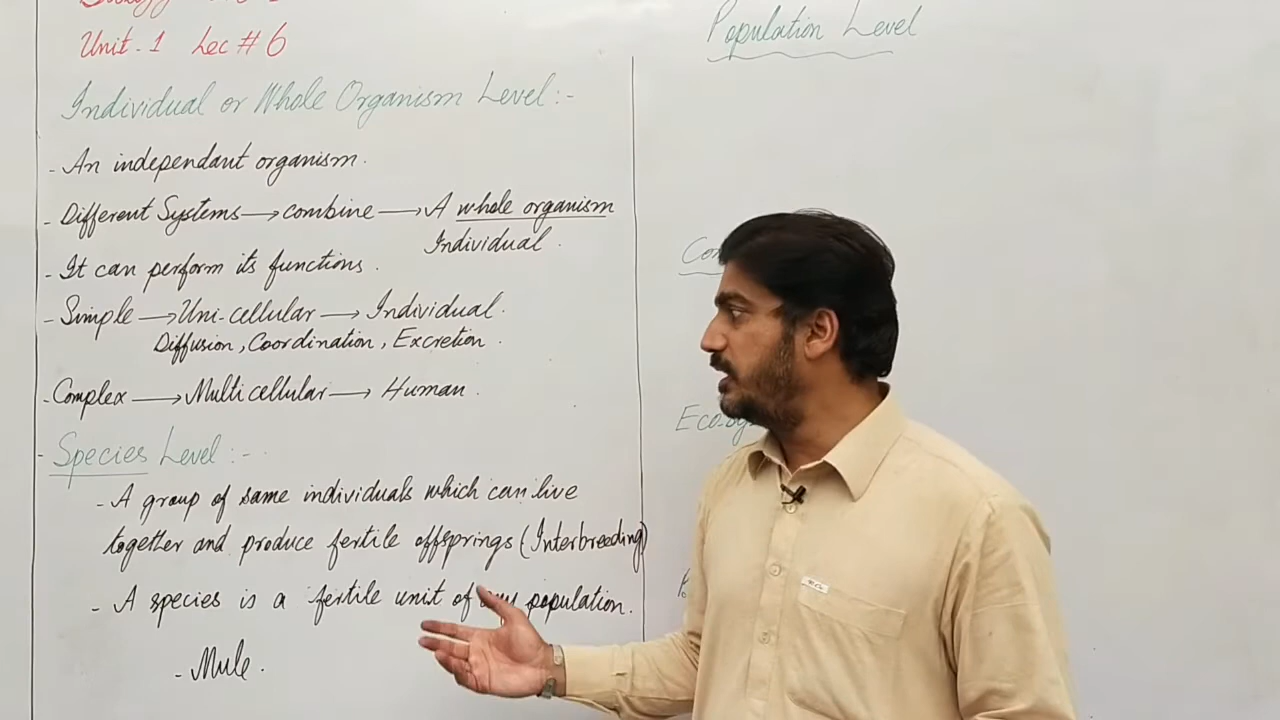 Unit - 1 Lec # 6
Individual or Whole Organism Level:-
- An independant organism.
- Different Systems → combine → A whole organism
Individual.
- It can perform its functions.
- Simple → Uni-cellular → Individual.
Diffusion, Coordination, Excretion.
- Complex → Multicellular → Human.
- Species Level:-
- A group of same individuals which can live
together and produce fertile offsprings (Interbreeding)
- A species is a fertile unit of any population.
- Mule.
Population Level